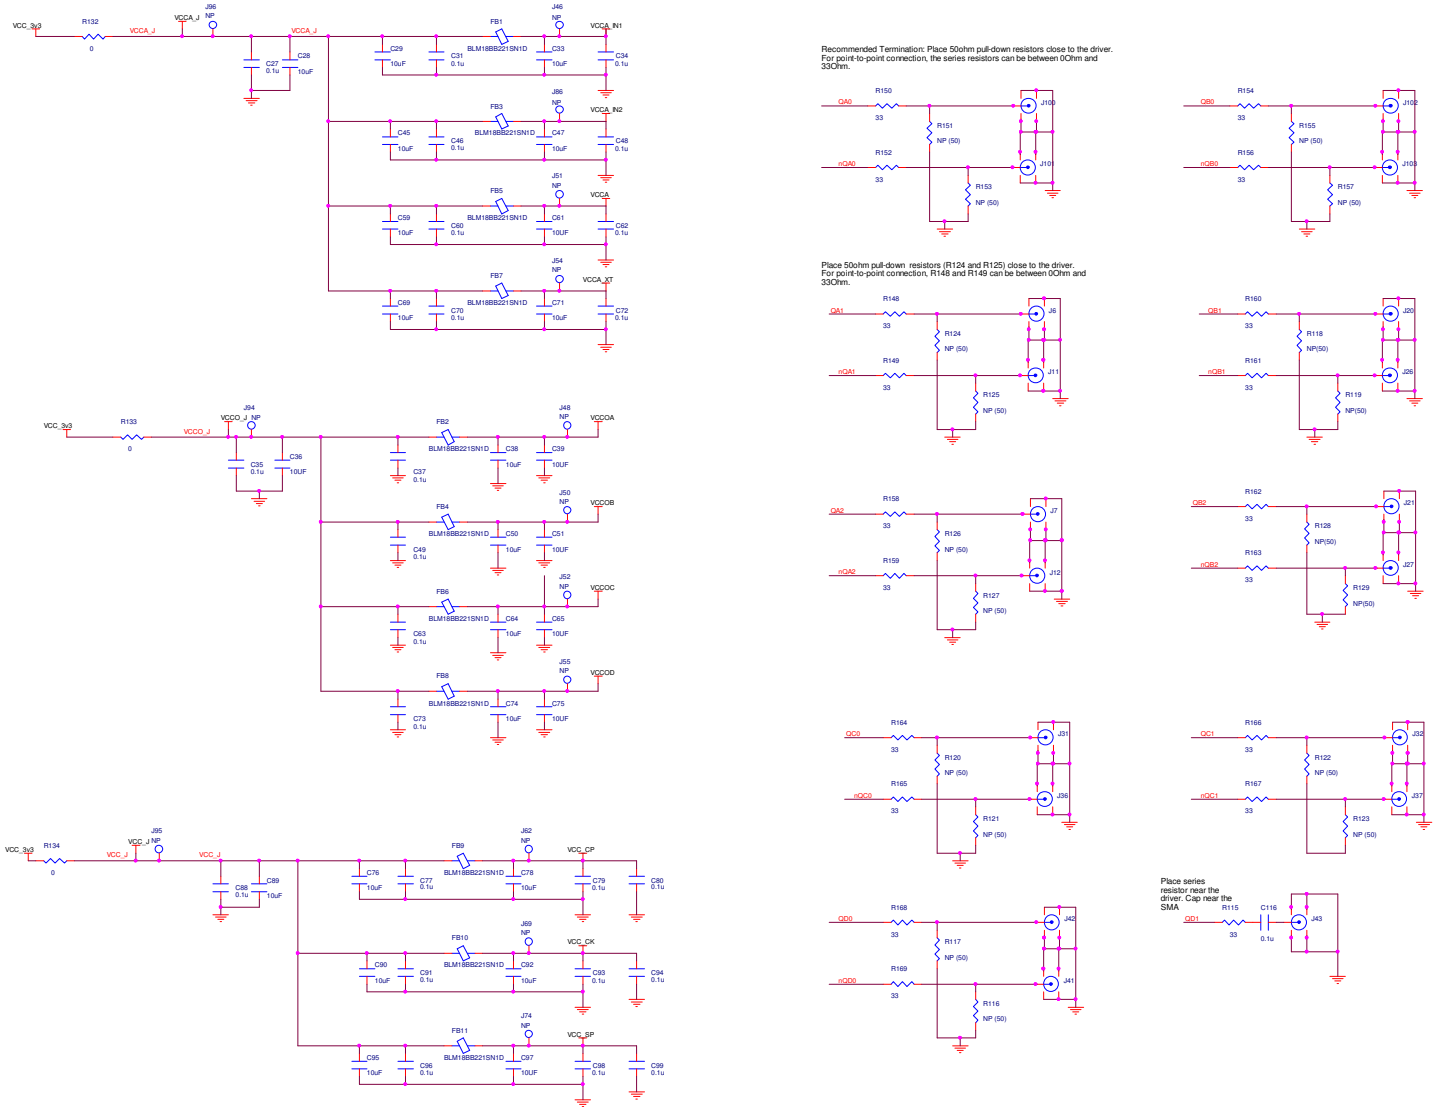 VCC_3v3
R132
0
VCCA_J
VCCA_J
J96
NP
VCCA_J
C27
0.1u
C28
10uF
C29
10uF
C31
0.1u
FB1
BLM18BB221SN1D
J46
NP
C33
10uF
VCCA_IN1
C34
0.1u
C45
10uF
C46
0.1u
FB3
BLM18BB221SN1D
J86
NP
C47
10uF
VCCA_IN2
C48
0.1u
C59
10uF
C60
0.1u
FB5
BLM18BB221SN1D
J51
NP
C61
10UF
VCCA
C62
0.1u
C69
10uF
C70
0.1u
FB7
BLM18BB221SN1D
J54
NP
C71
10UF
VCCA_XT
C72
0.1u
VCC_3v3
R133
0
VCCO_J
VCCO_J
J94
NP
C35
0.1u
C36
10UF
C37
0.1u
FB2
BLM18BB221SN1D
C38
10uF
J48
NP
C39
10UF
VCCOA
C49
0.1u
FB4
BLM18BB221SN1D
C50
10uF
J50
NP
C51
10UF
VCCOB
C63
0.1u
FB6
BLM18BB221SN1D
C64
10uF
J52
NP
C65
10UF
VCCOC
C73
0.1u
FB8
BLM18BB221SN1D
C74
10uF
J55
NP
C75
10UF
VCCOD
VCC_3v3
R134
0
VCC_J
VCC_J
J95
NP
VCC_J
C88
0.1u
C89
10uF
C76
10uF
C77
0.1u
FB9
BLM18BB221SN1D
J62
NP
C78
10uF
VCC_CP
C79
0.1u
C80
0.1u
C90
10uF
C91
0.1u
FB10
BLM18BB221SN1D
J69
NP
C92
10uF
VCC_CK
C93
0.1u
C94
0.1u
C95
10uF
C96
0.1u
FB11
BLM18BB221SN1D
J74
NP
C97
10UF
VCC_SP
C98
0.1u
C99
0.1u
Recommended Termination: Place 50ohm pull-down resistors close to the driver.
For point-to-point connection, the series resistors can be between 0Ohm and
33Ohm.
QA0
R150
33
R151
NP (50)
J100
nQA0
R152
33
R153
NP (50)
J101
QB0
R154
33
R155
NP (50)
J102
nQB0
R156
33
R157
NP (50)
J103
Place 50ohm pull-down resistors (R124 and R125) close to the driver.
For point-to-point connection, R148 and R149 can be between 0Ohm and
33Ohm.
QA1
R148
33
R124
NP (50)
J6
nQA1
R149
33
R125
NP (50)
J11
QB1
R160
33
R118
NP(50)
J20
nQB1
R161
33
R119
NP(50)
J26
QA2
R158
33
R126
NP (50)
J7
nQA2
R159
33
R127
NP (50)
J12
QB2
R162
33
R128
NP(50)
J21
nQB2
R163
33
R129
NP(50)
J27
QC0
R164
33
R120
NP (50)
J31
nQC0
R165
33
R121
NP (50)
J36
QC1
R166
33
R122
NP (50)
J32
nQC1
R167
33
R123
NP (50)
J37
QD0
R168
33
R117
NP (50)
J42
nQD0
R169
33
R116
NP (50)
J41
Place series
resistor near the
driver. Cap near the
SMA
QD1
R115
33
C116
0.1u
J43